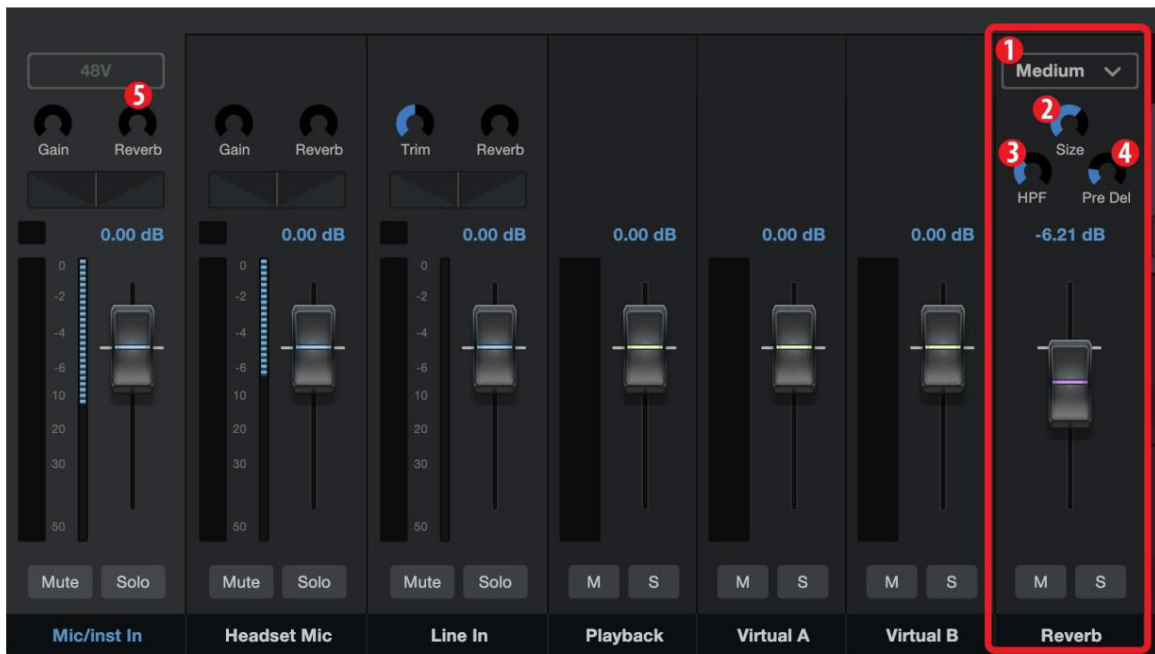 48V
5
Gain Reverb
0.00 dB
0
-2
-4
-6
10
20
30
50
Mute Solo
Mic/inst In
Gain Reverb
0.00 dB
0
-2
-4
-6
10
20
30
50
Mute Solo
Headset Mic
Trim Reverb
0.00 dB
0
-2
-4
-6
10
20
30
50
Mute Solo
Line In
0.00 dB
M S
Playback
0.00 dB
M S
Virtual A
0.00 dB
M S
Virtual B
1
Medium
2
Size
3 4
HPF Pre Del
-6.21 dB
M S
Reverb